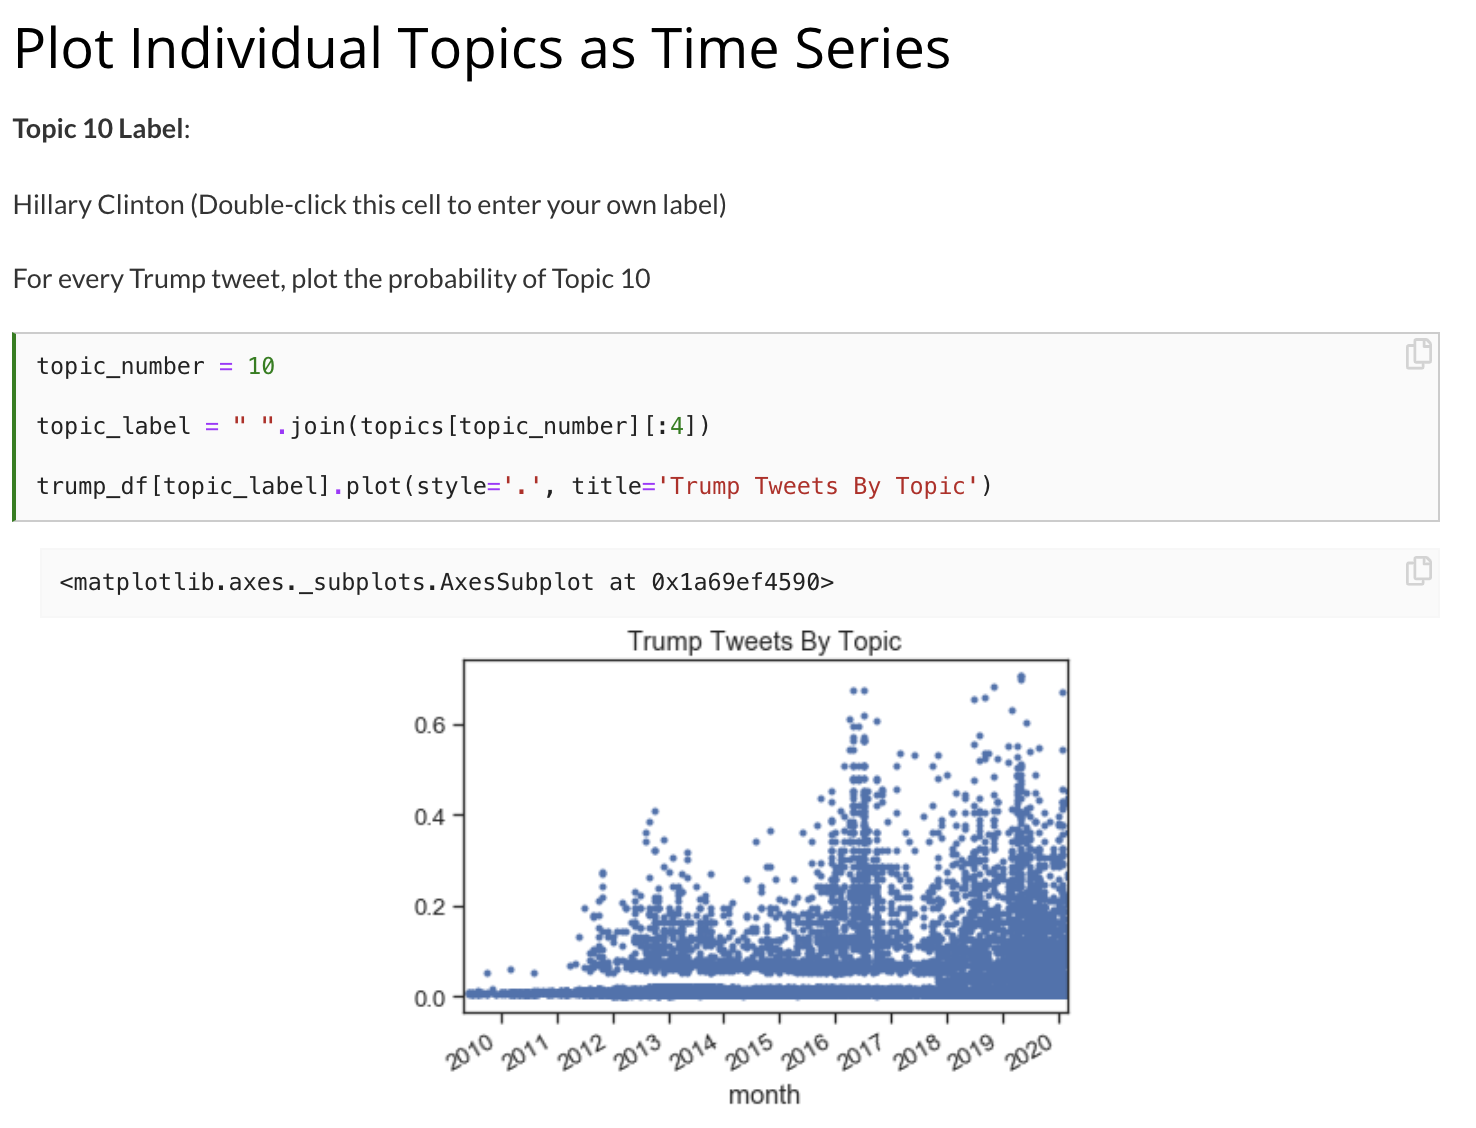 Plot Individual Topics as Time Series
Topic 10 Label:
Hillary Clinton (Double-click this cell to enter your own label)
For every Trump tweet, plot the probability of Topic 10
topic_number = 10
topic_label = " ".join(topics[topic_number][:4])
trump_df[topic_label].plot(style='.', title='Trump Tweets By Topic')
<matplotlib.axes._subplots.AxesSubplot at 0x1a69ef4590>
Trump Tweets By Topic
0.6
0.4
0.2
0.0
2010 2011 2012 2013 2014 2015 2016 2017 2018 2019 2020
month